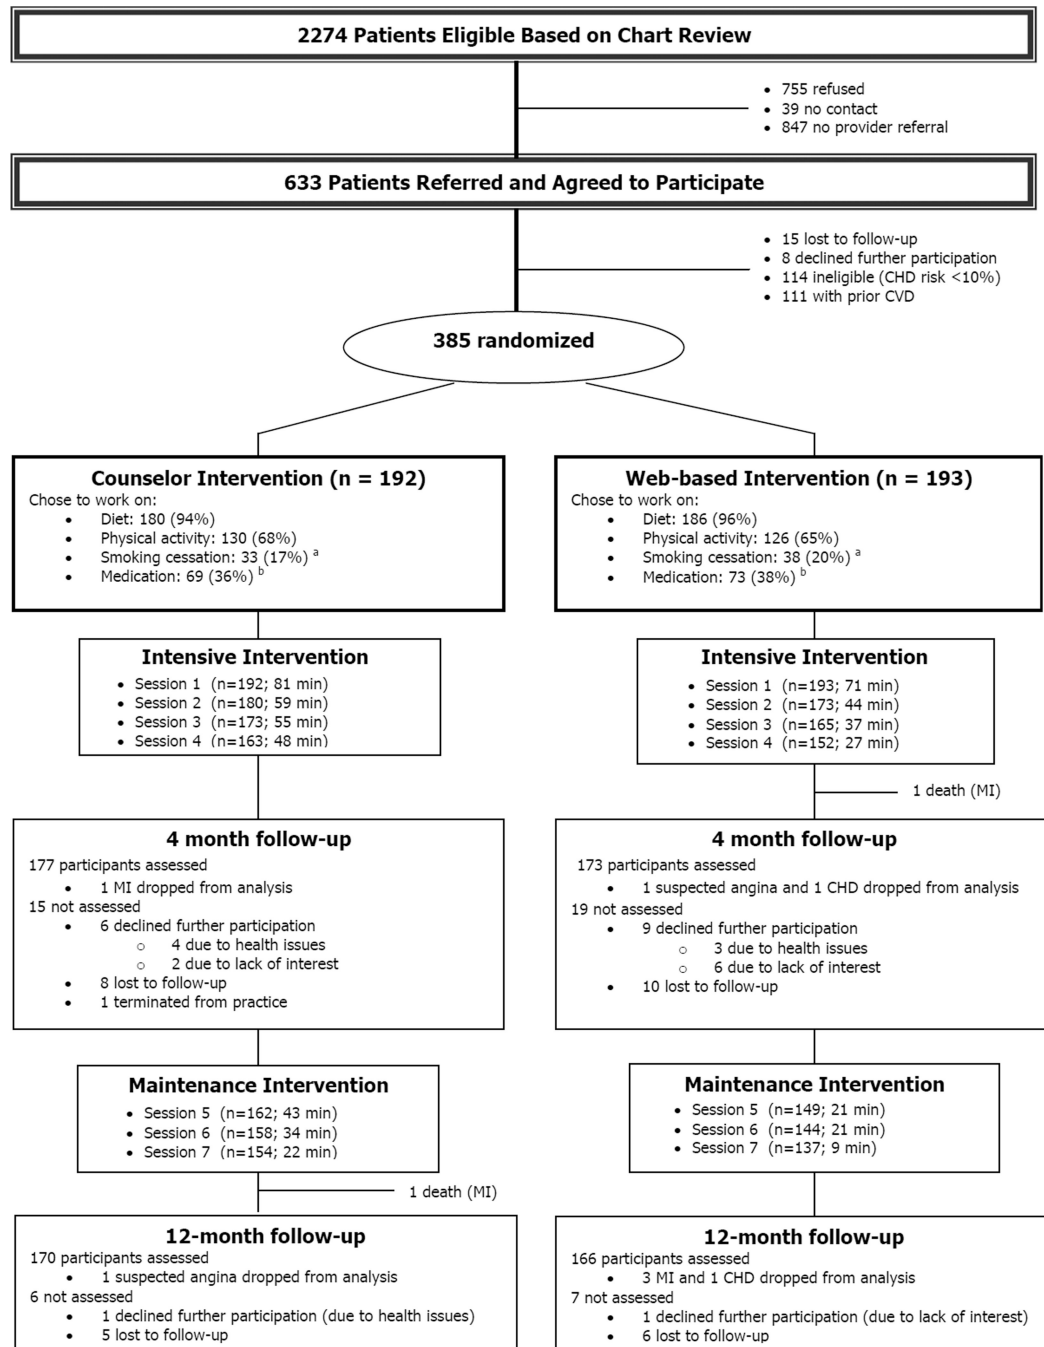 2274 Patients Eligible Based on Chart Review
• 755 refused
• 39 no contact
• 847 no provider referral
633 Patients Referred and Agreed to Participate
• 15 lost to follow-up
• 8 declined further participation
• 114 ineligible (CHD risk <10%)
• 111 with prior CVD
385 randomized
Counselor Intervention (n = 192)
Chose to work on:
• Diet: 180 (94%)
• Physical activity: 130 (68%)
• Smoking cessation: 33 (17%) a
• Medication: 69 (36%) b
Intensive Intervention
• Session 1 (n=192; 81 min)
• Session 2 (n=180; 59 min)
• Session 3 (n=173; 55 min)
• Session 4 (n=163; 48 min)
4 month follow-up
177 participants assessed
• 1 MI dropped from analysis
15 not assessed
• 6 declined further participation
o 4 due to health issues
o 2 due to lack of interest
• 8 lost to follow-up
• 1 terminated from practice
Maintenance Intervention
• Session 5 (n=162; 43 min)
• Session 6 (n=158; 34 min)
• Session 7 (n=154; 22 min)
1 death (MI)
12-month follow-up
170 participants assessed
• 1 suspected angina dropped from analysis
6 not assessed
• 1 declined further participation (due to health issues)
• 5 lost to follow-up
Web-based Intervention (n = 193)
Chose to work on:
• Diet: 186 (96%)
• Physical activity: 126 (65%)
• Smoking cessation: 38 (20%) a
• Medication: 73 (38%) b
Intensive Intervention
• Session 1 (n=193; 71 min)
• Session 2 (n=173; 44 min)
• Session 3 (n=165; 37 min)
• Session 4 (n=152; 27 min)
1 death (MI)
4 month follow-up
173 participants assessed
• 1 suspected angina and 1 CHD dropped from analysis
19 not assessed
• 9 declined further participation
o 3 due to health issues
o 6 due to lack of interest
• 10 lost to follow-up
Maintenance Intervention
• Session 5 (n=149; 21 min)
• Session 6 (n=144; 21 min)
• Session 7 (n=137; 9 min)
12-month follow-up
166 participants assessed
• 3 MI and 1 CHD dropped from analysis
7 not assessed
• 1 declined further participation (due to lack of interest)
• 6 lost to follow-up